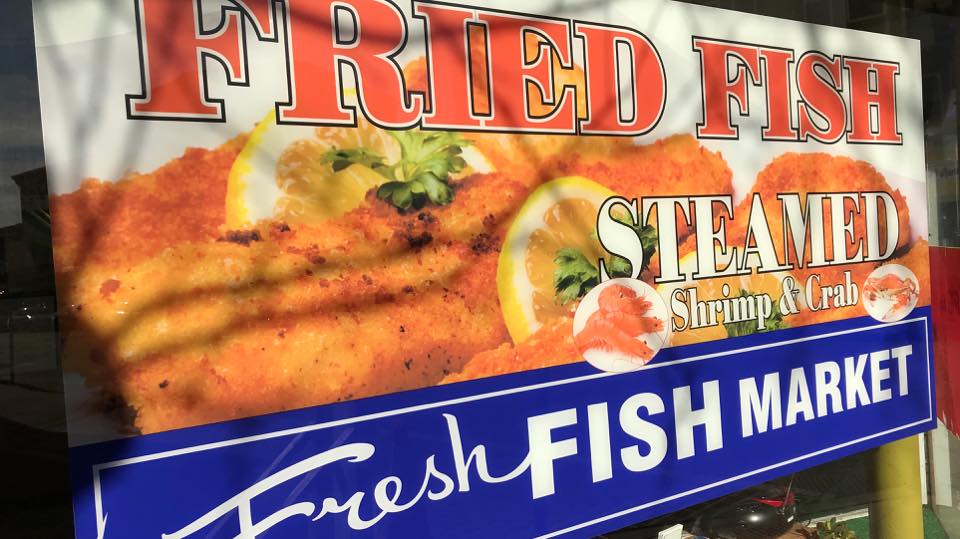 FRIED FISH
STEAMED
Shrimp & Crab
Fresh FISH MARKET